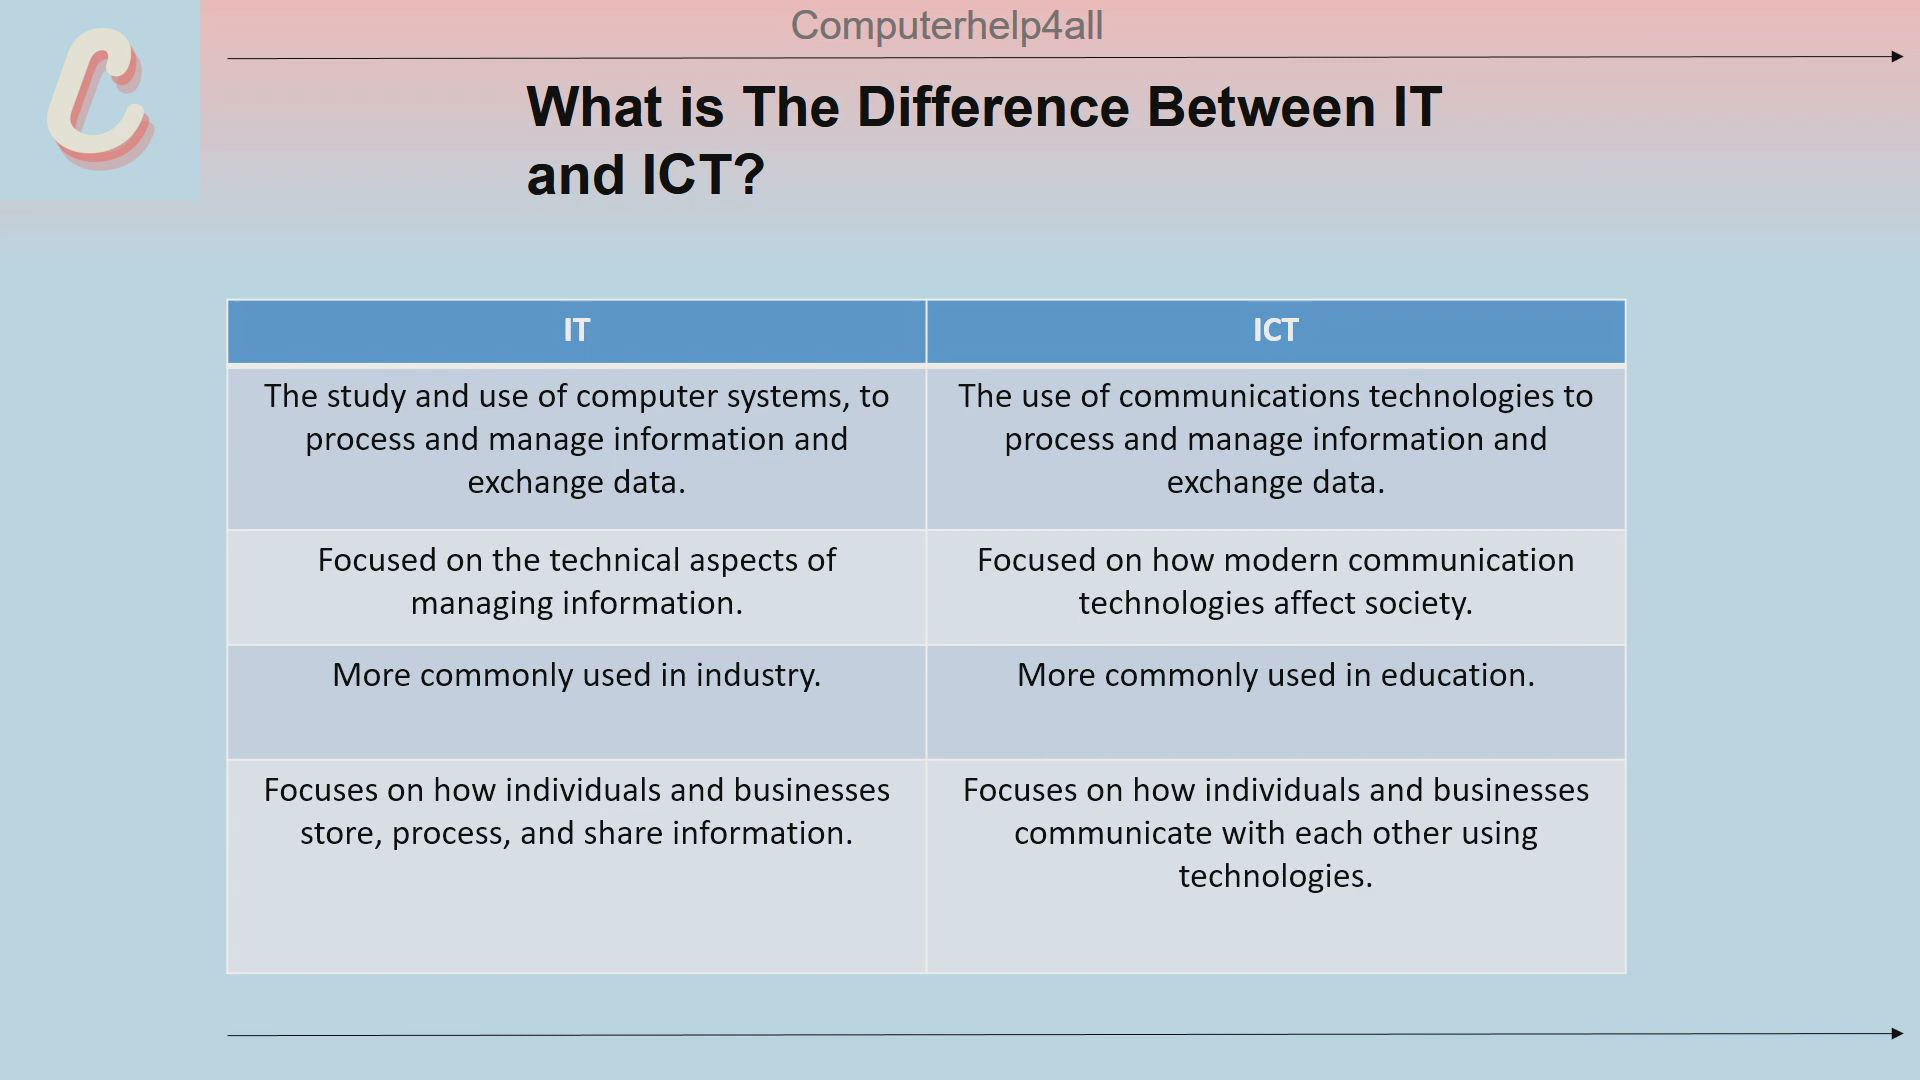 C
Computerhelp4all
What is The Difference Between IT
and ICT?
IT
ICT
The study and use of computer systems, to
process and manage information and
exchange data.
The use of communications technologies to
process and manage information and
exchange data.
Focused on the technical aspects of
managing information.
Focused on how modern communication
technologies affect society.
More commonly used in industry.
More commonly used in education.
Focuses on how individuals and businesses
store, process, and share information.
Focuses on how individuals and businesses
communicate with each other using
technologies.